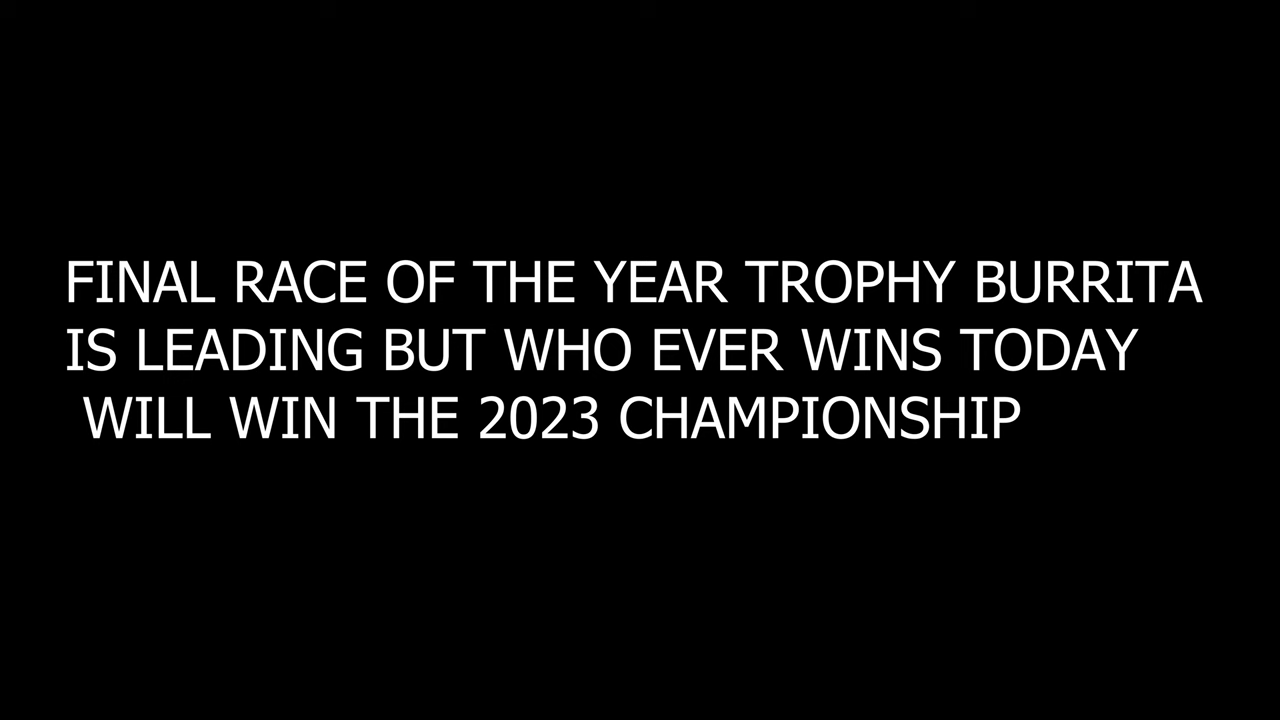 FINAL RACE OF THE YEAR TROPHY BURRITA
IS LEADING BUT WHO EVER WINS TODAY
WILL WIN THE 2023 CHAMPIONSHIP